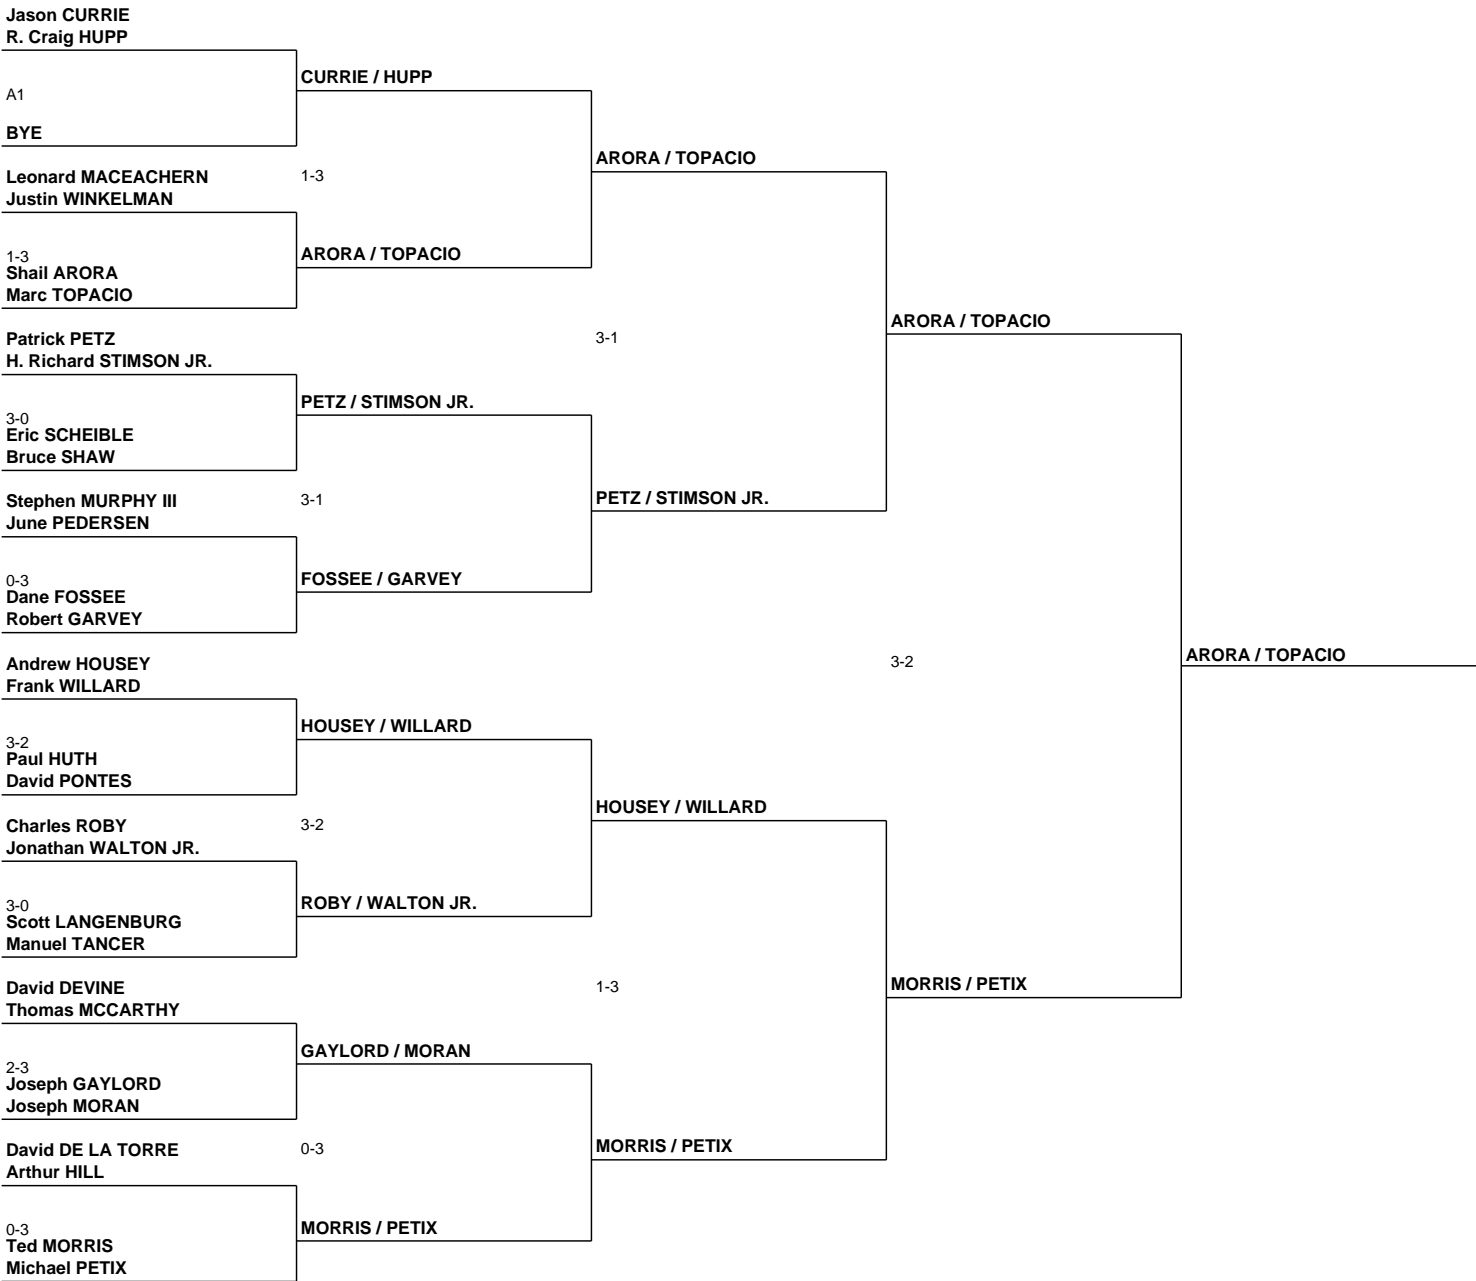 Jason CURRIE
R. Craig HUPP
CURRIE / HUPP
A1
BYE
ARORA / TOPACIO
Leonard MACEACHERN
Justin WINKELMAN
1-3
ARORA / TOPACIO
1-3
Shail ARORA
Marc TOPACIO
ARORA / TOPACIO
Patrick PETZ
H. Richard STIMSON JR.
3-1
PETZ / STIMSON JR.
3-0
Eric SCHEIBLE
Bruce SHAW
Stephen MURPHY III
June PEDERSEN
3-1
PETZ / STIMSON JR.
FOSSEE / GARVEY
0-3
Dane FOSSEE
Robert GARVEY
Andrew HOUSEY
Frank WILLARD
3-2
ARORA / TOPACIO
HOUSEY / WILLARD
3-2
Paul HUTH
David PONTES
HOUSEY / WILLARD
Charles ROBY
Jonathan WALTON JR.
3-2
ROBY / WALTON JR.
3-0
Scott LANGENBURG
Manuel TANCER
David DEVINE
Thomas MCCARTHY
1-3
MORRIS / PETIX
GAYLORD / MORAN
2-3
Joseph GAYLORD
Joseph MORAN
David DE LA TORRE
Arthur HILL
0-3
MORRIS / PETIX
MORRIS / PETIX
0-3
Ted MORRIS
Michael PETIX